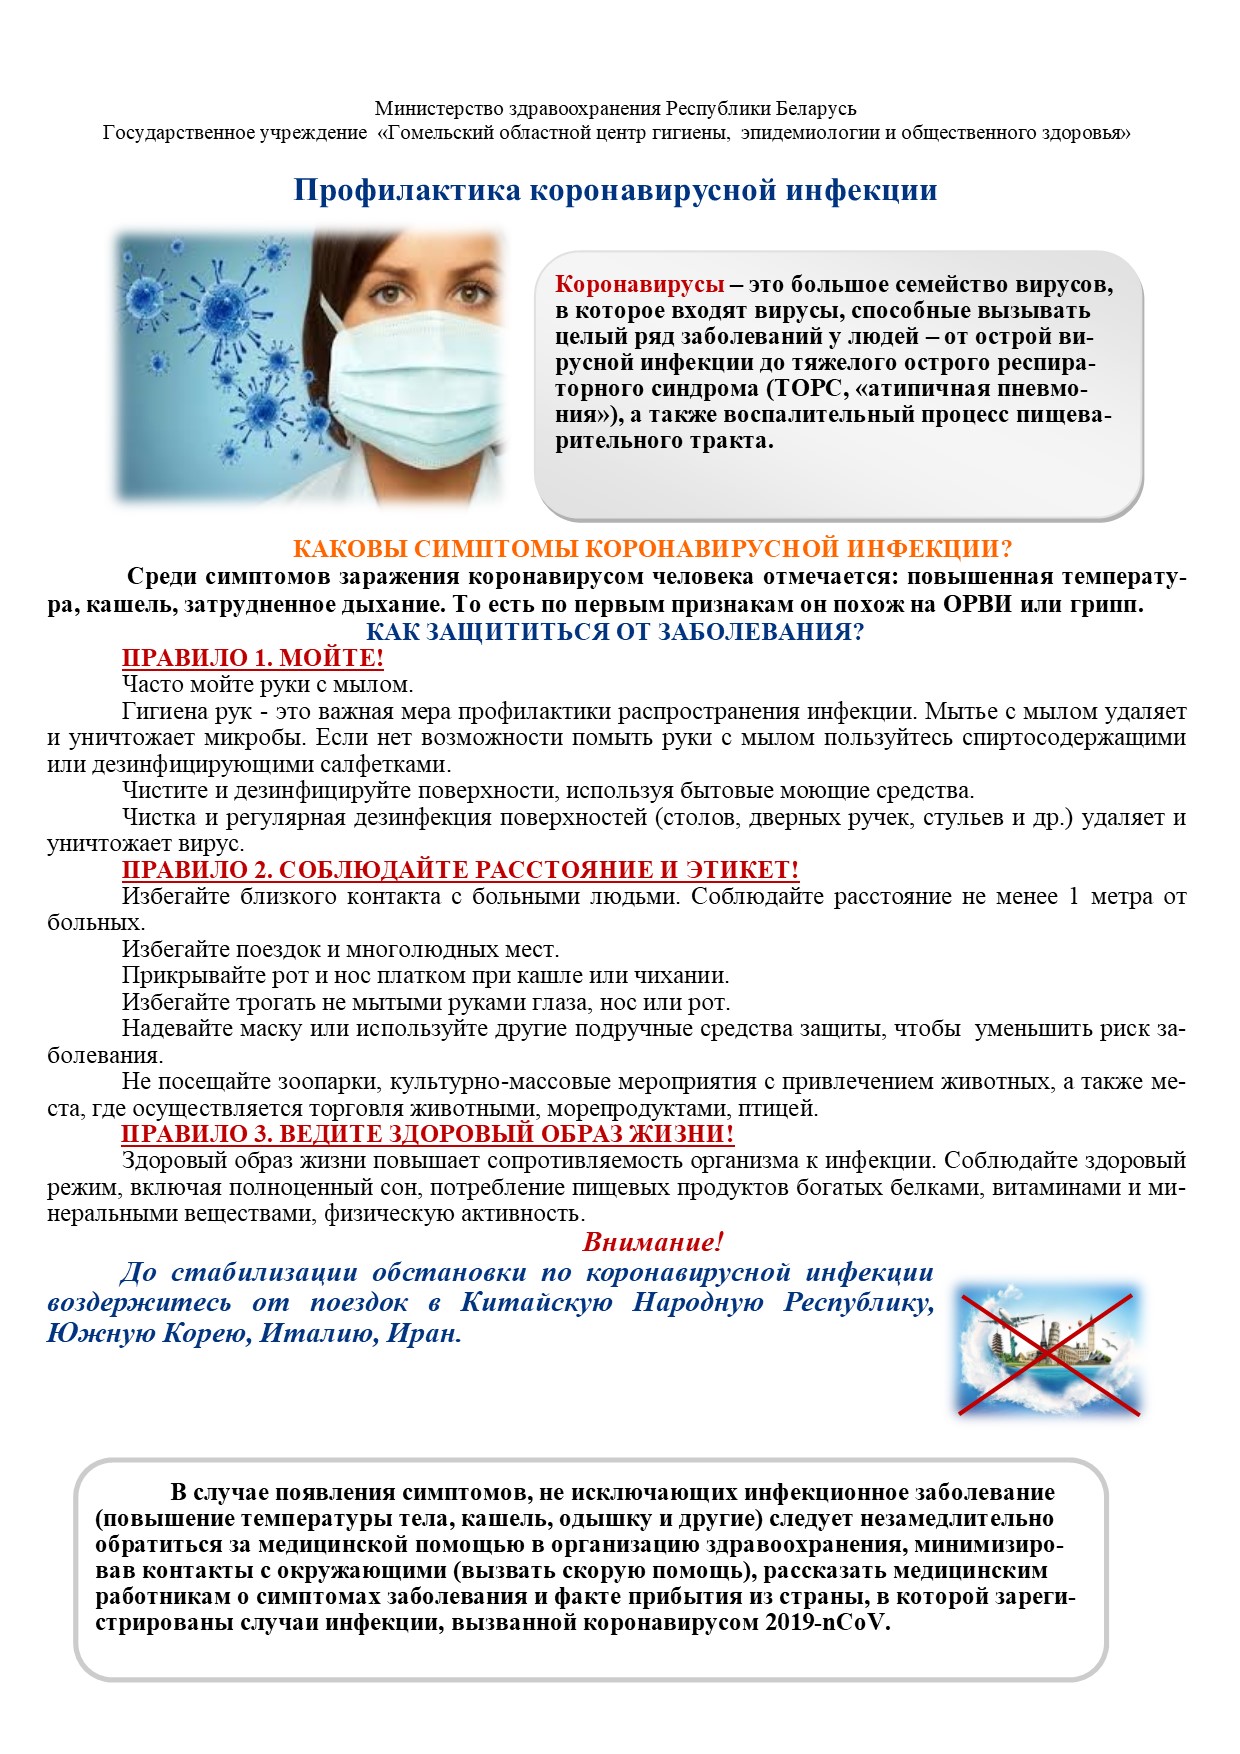 Министерство здравоохранения Республики Беларусь
Государственное учреждение «Гомельский областной центр гигиены, эпидемиологии и общественного здоровья»
Профилактика коронавирусной инфекции
Коронавирусы – это большое семейство вирусов,
в которое входят вирусы, способные вызывать
целый ряд заболеваний у людей – от острой ви-
русной инфекции до тяжелого острого респира-
торного синдрома (ТОРС, «атипичная пневмо-
ния»), а также воспалительный процесс пищева-
рительного тракта.
КАКОВЫ СИМПТОМЫ КОРОНАВИРУСНОЙ ИНФЕКЦИИ?
Среди симптомов заражения коронавирусом человека отмечается: повышенная температу-
ра, кашель, затрудненное дыхание. То есть по первым признакам он похож на ОРВИ или грипп.
КАК ЗАЩИТИТЬСЯ ОТ ЗАБОЛЕВАНИЯ?
ПРАВИЛО 1. МОЙТЕ!
Часто мойте руки с мылом.
Гигиена рук - это важная мера профилактики распространения инфекции. Мытье с мылом удаляет
и уничтожает микробы. Если нет возможности помыть руки с мылом пользуйтесь спиртосодержащими
или дезинфицирующими салфетками.
Чистите и дезинфицируйте поверхности, используя бытовые моющие средства.
Чистка и регулярная дезинфекция поверхностей (столов, дверных ручек, стульев и др.) удаляет и
уничтожает вирус.
ПРАВИЛО 2. СОБЛЮДАЙТЕ РАССТОЯНИЕ И ЭТИКЕТ!
Избегайте близкого контакта с больными людьми. Соблюдайте расстояние не менее 1 метра от
больных.
Избегайте поездок и многолюдных мест.
Прикрывайте рот и нос платком при кашле или чихании.
Избегайте трогать не мытыми руками глаза, нос или рот.
Надевайте маску или используйте другие подручные средства защиты, чтобы уменьшить риск за-
болевания.
Не посещайте зоопарки, культурно-массовые мероприятия с привлечением животных, а также ме-
ста, где осуществляется торговля животными, морепродуктами, птицей.
ПРАВИЛО 3. ВЕДИТЕ ЗДОРОВЫЙ ОБРАЗ ЖИЗНИ!
Здоровый образ жизни повышает сопротивляемость организма к инфекции. Соблюдайте здоровый
режим, включая полноценный сон, потребление пищевых продуктов богатых белками, витаминами и ми-
неральными веществами, физическую активность.
Внимание!
До стабилизации обстановки по коронавирусной инфекции
воздержитесь от поездок в Китайскую Народную Республику,
Южную Корею, Италию, Иран.
В случае появления симптомов, не исключающих инфекционное заболевание
(повышение температуры тела, кашель, одышку и другие) следует незамедлительно
обратиться за медицинской помощью в организацию здравоохранения, минимизиро-
вав контакты с окружающими (вызвать скорую помощь), рассказать медицинским
работникам о симптомах заболевания и факте прибытия из страны, в которой зареги-
стрированы случаи инфекции, вызванной коронавирусом 2019-nCoV.